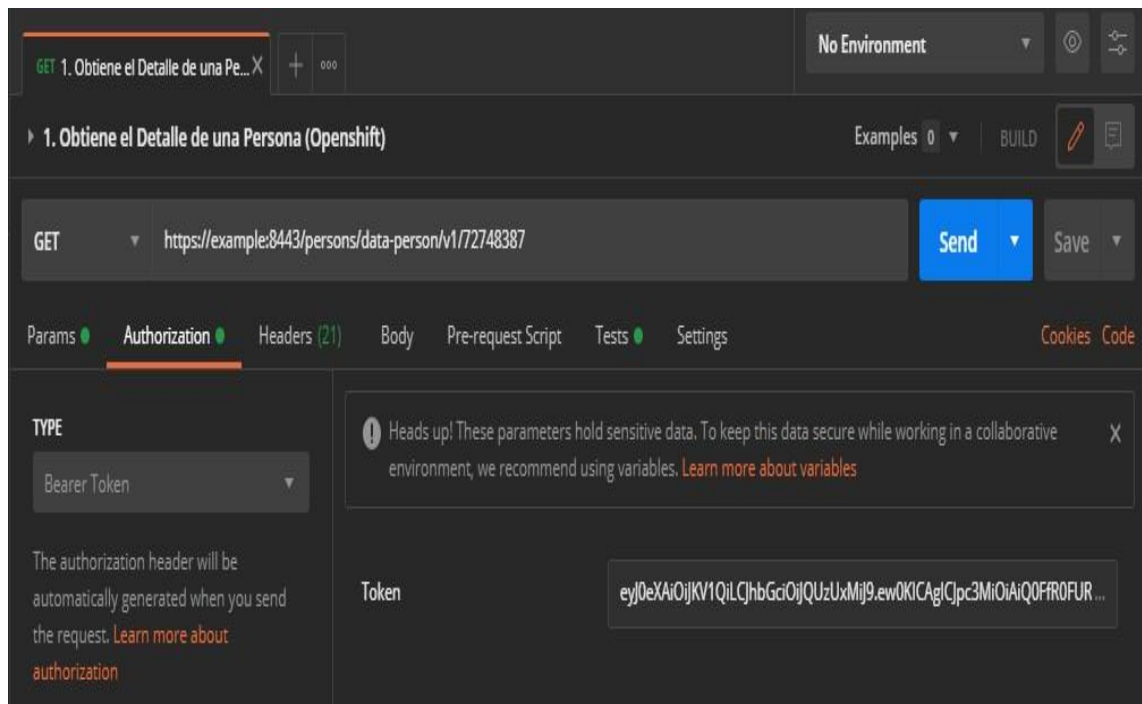 GET 1. Obtiene el Detalle de una Pe...
No Environment
1. Obtiene el Detalle de una Persona (Openshift)
Examples 0
BUILD
GET
https://example:8443/persons/data-person/v1/72748387
Send
Save
Params
Authorization
Headers (21)
Body
Pre-request Script
Tests
Settings
Cookies
Code
TYPE
Bearer Token
The authorization header will be
automatically generated when you send
the request. Learn more about
authorization
Heads up! These parameters hold sensitive data. To keep this data secure while working in a collaborative
environment, we recommend using variables. Learn more about variables
Token
eyJ0eXAiOiJKV1QiLCJhbGciOiJQUzUxMiJ9.ew0KICAgICJpc3MiOiAiQ0FfR0FUR ...